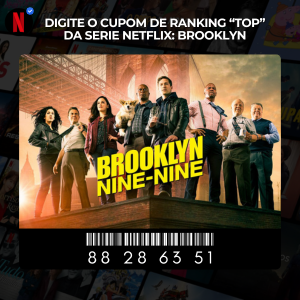 N
DIGITE O CUPOM DE RANKING “TOP”
DA SERIE NETFLIX: BROOKLYN
BROOKLYN
NINE-NINE
88 28 63 51